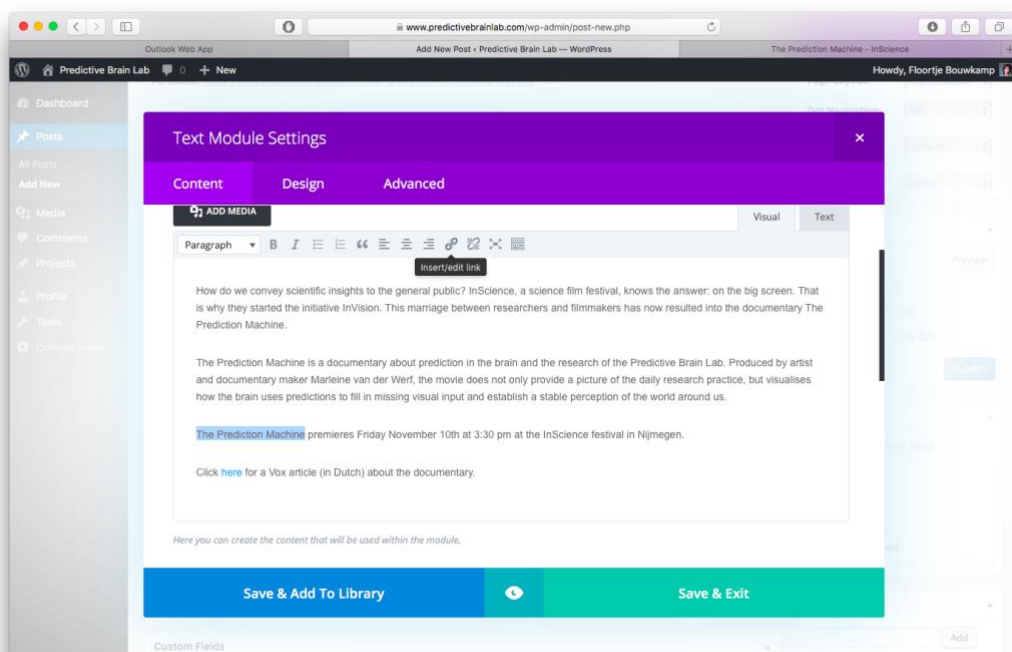 www.predictivebrainlab.com/wp-admin/post-new.php
Outlook Web App
Add New Post ‹ Predictive Brain Lab — WordPress
The Prediction Machine - InScience
Predictive Brain Lab 0 + New
Howdy, Floortje Bouwkamp
Dashboard
Posts
All Posts
Add New
Media
Comments
Projects
Profile
Tools
Text Module Settings
Content Design Advanced
ADD MEDIA
Visual Text
Paragraph B I
Insert/edit link
How do we convey scientific insights to the general public? InScience, a science film festival, knows the answer: on the big screen. That
is why they started the initiative InVision. This marriage between researchers and filmmakers has now resulted into the documentary The
Prediction Machine.
The Prediction Machine is a documentary about prediction in the brain and the research of the Predictive Brain Lab. Produced by artist
and documentary maker Marleine van der Werf, the movie does not only provide a picture of the daily research practice, but visualises
how the brain uses predictions to fill in missing visual input and establish a stable perception of the world around us.
The Prediction Machine premieres Friday November 10th at 3:30 pm at the InScience festival in Nijmegen.
Click here for a Vox article (in Dutch) about the documentary.
Here you can create the content that will be used within the module.
Save & Add To Library
Save & Exit
Preview
Publish
Custom Fields
Add